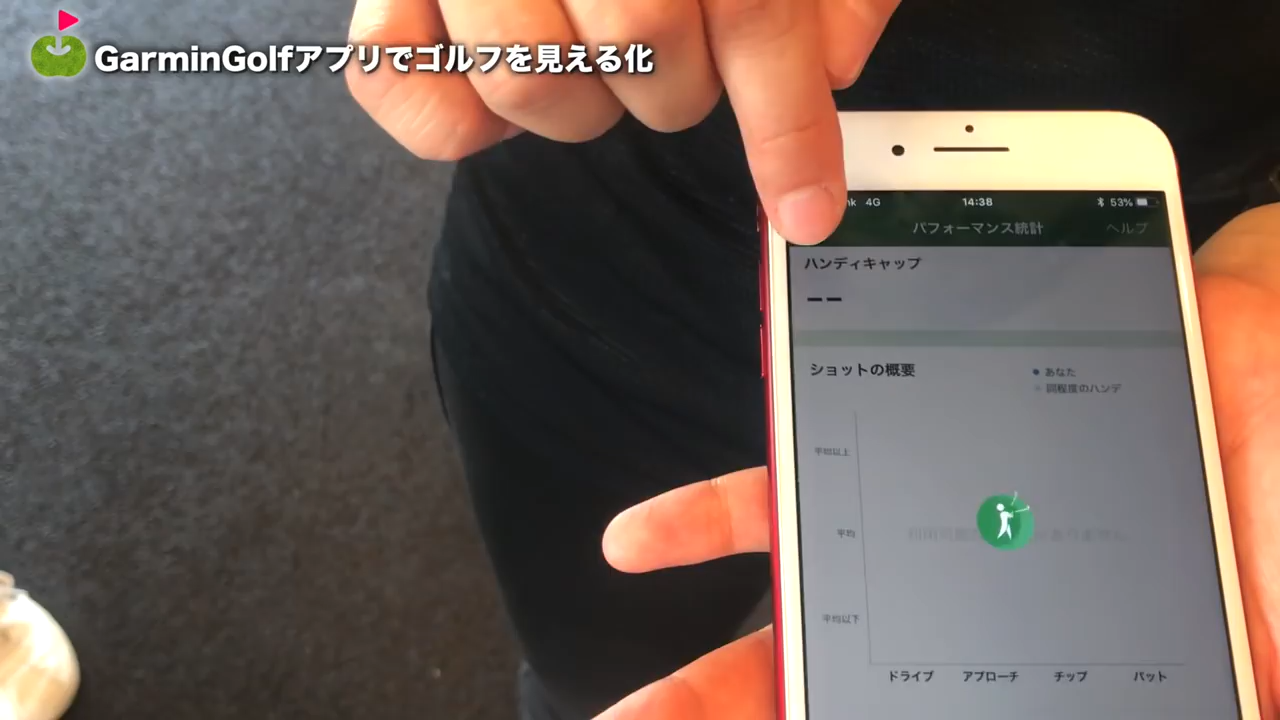 GarminGolfアプリでゴルフを見える化
4G 14:38 53%
パフォーマンス統計 ヘルプ
ハンディキャップ
--
ショットの概要
あなた
同程度のハンデ
平均以上
平均
平均以下
ドライブ アプローチ チップ パット